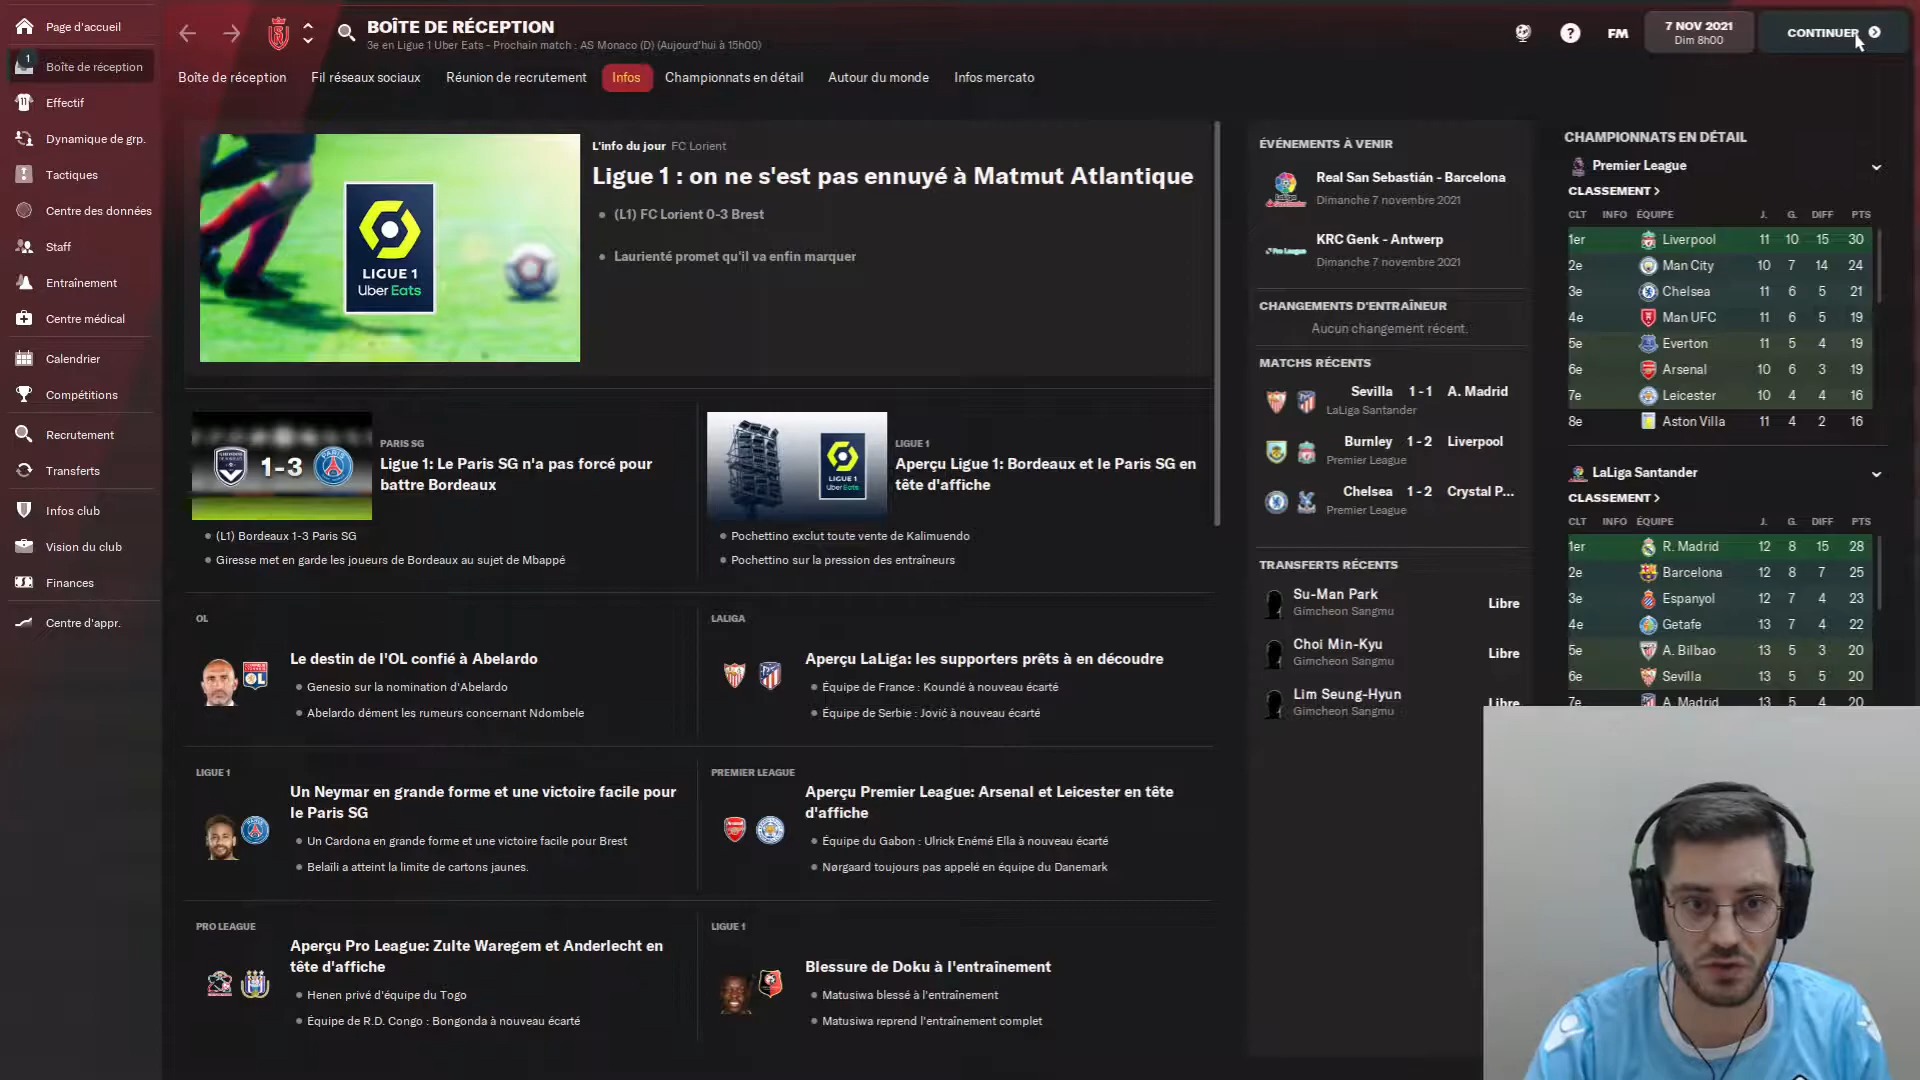 Page d'accueil
1
Boîte de réception
Effectif
Dynamique de grp.
Tactiques
Centre des données
Staff
Entraînement
Centre médical
Calendrier
Compétitions
Recrutement
Transferts
Infos club
Vision du club
Finances
Centre d'appr.
BOÎTE DE RÉCEPTION
3e en Ligue 1 Uber Eats - Prochain match : AS Monaco (D) (Aujourd'hui à 15h00)
?
FM
7 NOV 2021
Dim 8h00
CONTINUER
Boîte de réception
Fil réseaux sociaux
Réunion de recrutement
Infos
Championnats en détail
Autour du monde
Infos mercato
LIGUE 1
Uber Eats
L'info du jour FC Lorient
Ligue 1 : on ne s'est pas ennuyé à Matmut Atlantique
(L1) FC Lorient 0-3 Brest
Laurienté promet qu'il va enfin marquer
1-3
PARIS SG
Ligue 1: Le Paris SG n'a pas forcé pour
battre Bordeaux
(L1) Bordeaux 1-3 Paris SG
Giresse met en garde les joueurs de Bordeaux au sujet de Mbappé
LIGUE 1
Uber Eats
LIGUE 1
Aperçu Ligue 1: Bordeaux et le Paris SG en
tête d'affiche
Pochettino exclut toute vente de Kalimuendo
Pochettino sur la pression des entraîneurs
OL
Le destin de l'OL confié à Abelardo
Genesio sur la nomination d'Abelardo
Abelardo dément les rumeurs concernant Ndombele
LALIGA
Aperçu LaLiga: les supporters prêts à en découdre
Équipe de France : Koundé à nouveau écarté
Équipe de Serbie : Jović à nouveau écarté
LIGUE 1
Un Neymar en grande forme et une victoire facile pour
le Paris SG
Un Cardona en grande forme et une victoire facile pour Brest
Belaïli a atteint la limite de cartons jaunes.
PREMIER LEAGUE
Aperçu Premier League: Arsenal et Leicester en tête
d'affiche
Équipe du Gabon : Ulrick Enémé Ella à nouveau écarté
Nørgaard toujours pas appelé en équipe du Danemark
PRO LEAGUE
Aperçu Pro League: Zulte Waregem et Anderlecht en
tête d'affiche
Henen privé d'équipe du Togo
Équipe de R.D. Congo : Bongonda à nouveau écarté
LIGUE 1
Blessure de Doku à l'entraînement
Matusiwa blessé à l'entraînement
Matusiwa reprend l'entraînement complet
ÉVÉNEMENTS À VENIR
Real San Sebastián - Barcelona
Dimanche 7 novembre 2021
KRC Genk - Antwerp
Dimanche 7 novembre 2021
CHANGEMENTS D'ENTRAÎNEUR
Aucun changement récent.
MATCHS RÉCENTS
Sevilla 1 - 1 A. Madrid
LaLiga Santander
Burnley 1 - 2 Liverpool
Premier League
Chelsea 1 - 2 Crystal P...
Premier League
TRANSFERTS RÉCENTS
Su-Man Park
Gimcheon Sangmu
Libre
Choi Min-Kyu
Gimcheon Sangmu
Libre
Lim Seung-Hyun
Gimcheon Sangmu
Libre
CHAMPIONNATS EN DÉTAIL
Premier League
CLASSEMENT >
CLT INFO ÉQUIPE J. G. DIFF PTS
1er Liverpool 11 10 15 30
2e Man City 10 7 14 24
3e Chelsea 11 6 5 21
4e Man UFC 11 6 5 19
5e Everton 11 5 4 19
6e Arsenal 10 6 3 19
7e Leicester 10 4 4 16
8e Aston Villa 11 4 2 16
LaLiga Santander
CLASSEMENT >
CLT INFO ÉQUIPE J. G. DIFF PTS
1er R. Madrid 12 8 15 28
2e Barcelona 12 8 7 25
3e Espanyol 12 7 4 23
4e Getafe 13 7 4 22
5e A. Bilbao 13 5 3 20
6e Sevilla 13 5 5 20
7e A. Madrid 13 5 4 20